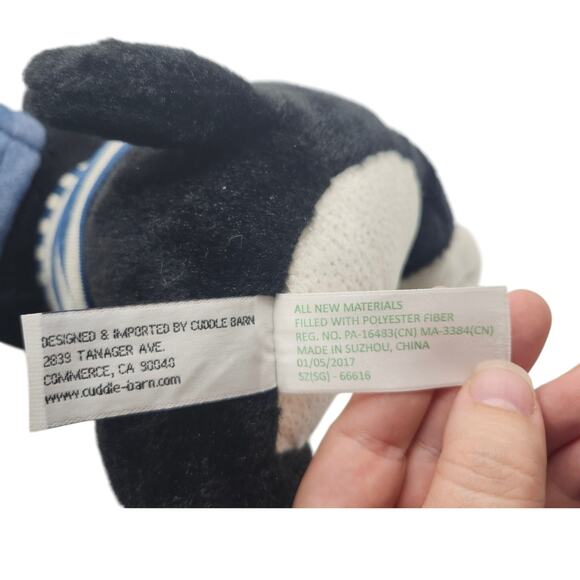 DESIGNED & IMPORTED BY CUDDLE BARN
2839 TANAGER AVE.
COMMERCE, CA 90040
www.cuddle-barn.com
ALL NEW MATERIALS
FILLED WITH POLYESTER FIBER
REG. NO. PA-16483(CN) MA-3384(CN)
MADE IN SUZHOU, CHINA
01/05/2017
SZ(SG) - 66616